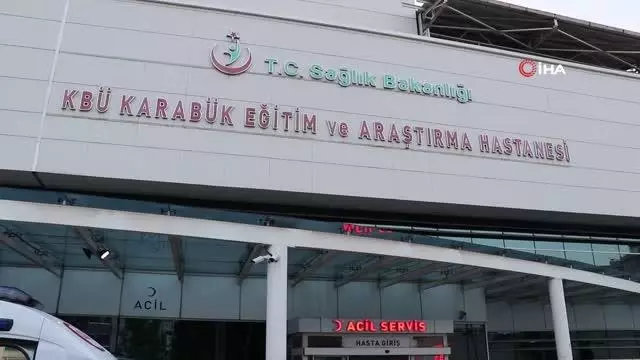 T.C. Sağlık Bakanlığı
İHA
KBÜ KARABÜK EĞİTİM ve ARAŞTIRMA HASTANESİ
ACİL
ACİL SERVİS
HASTA GİRİŞ